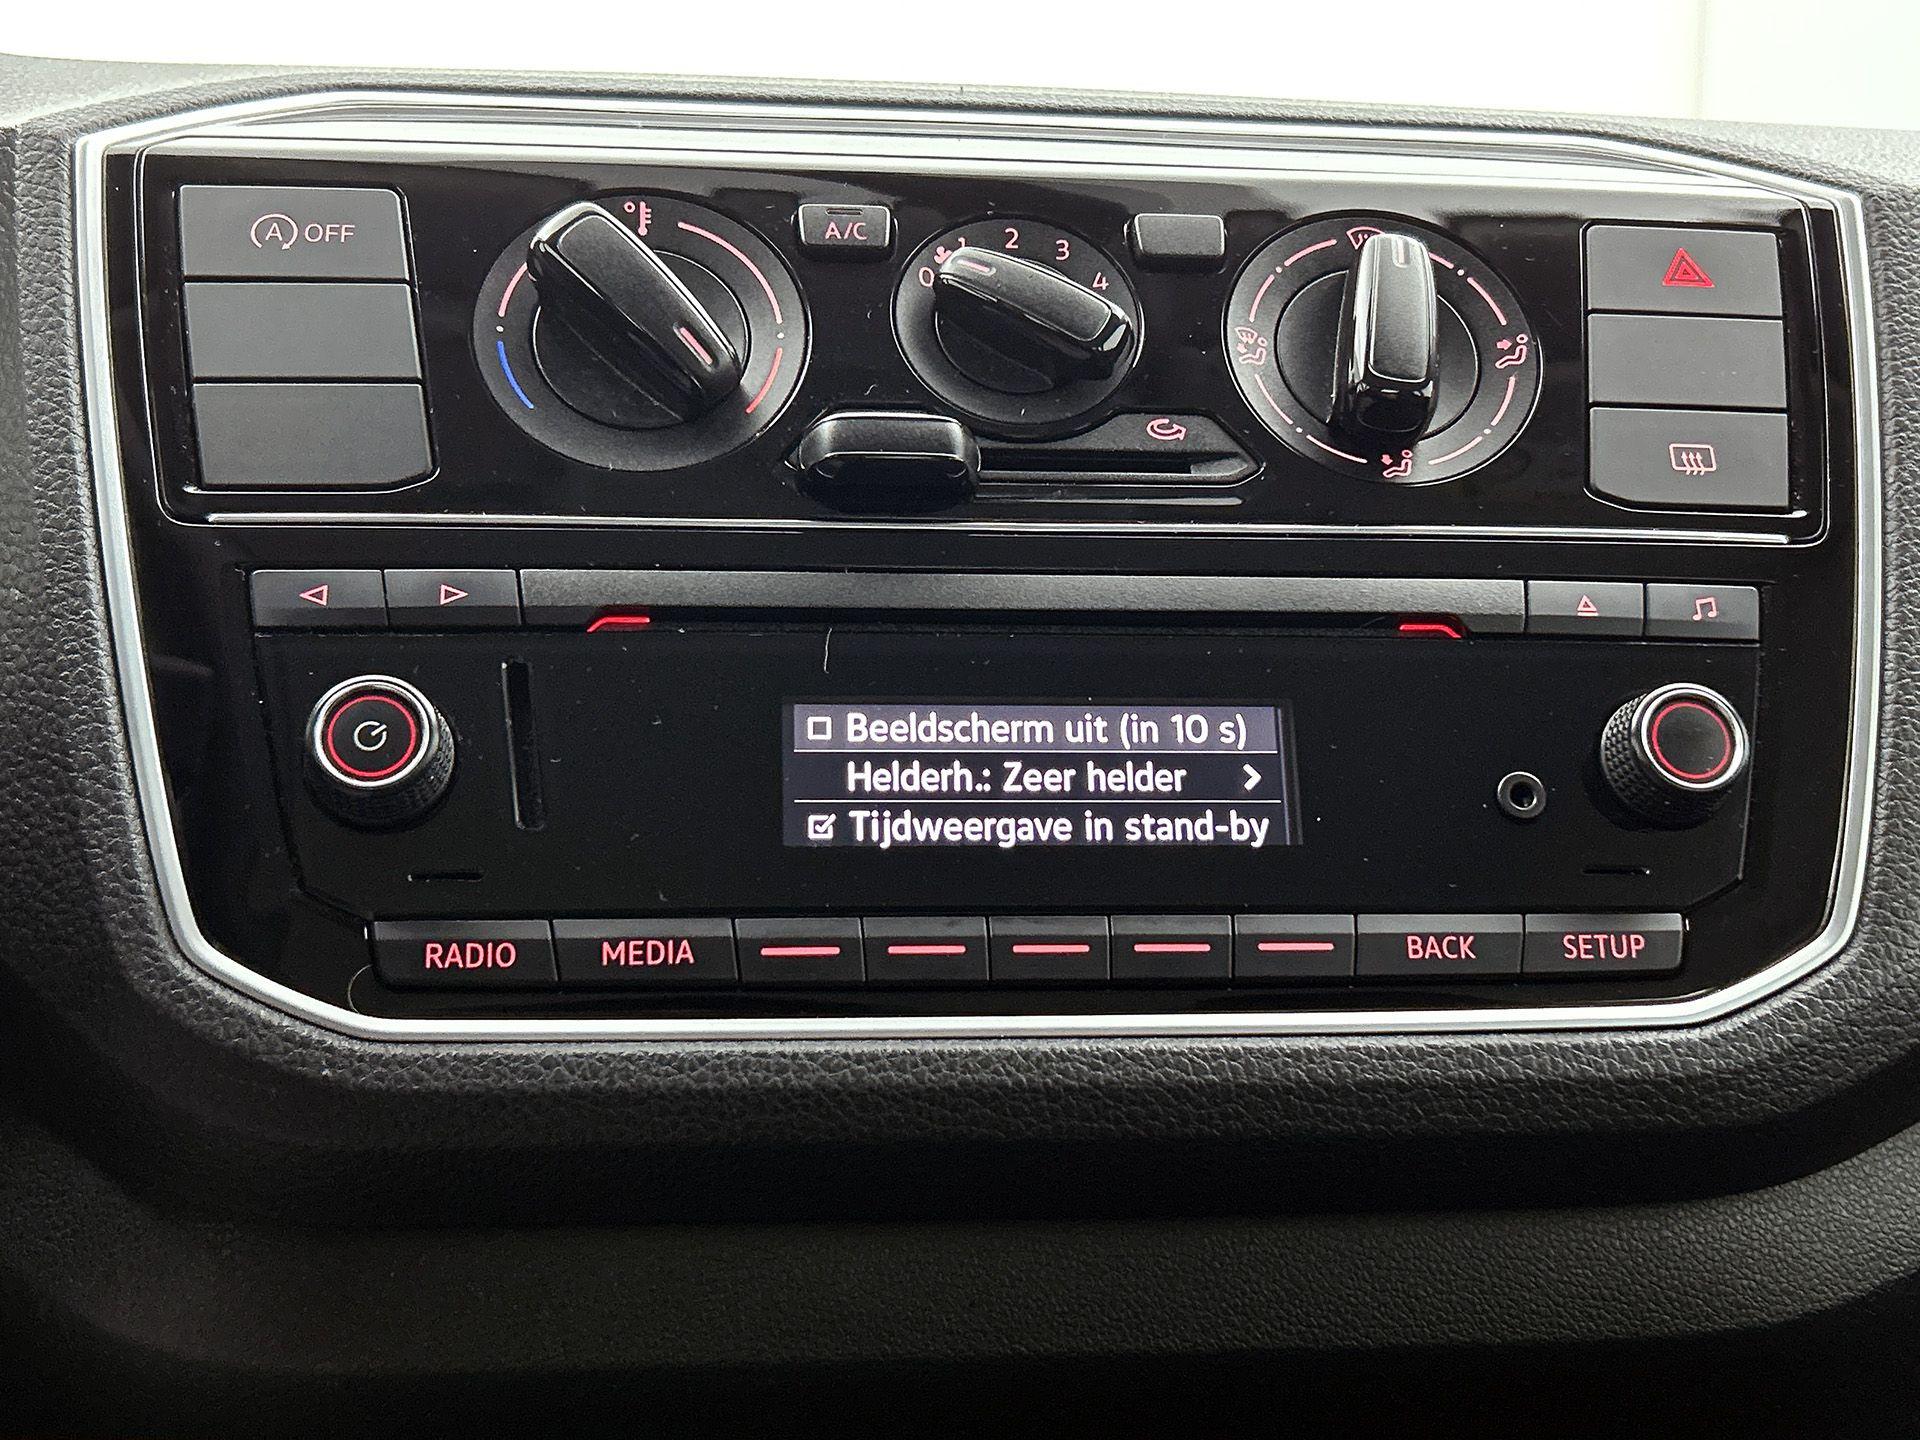 A OFF
A/C
0 1 2 3 4
Beeldscherm uit (in 10 s)
Helderh.: Zeer helder
Tijdweergave in stand-by
RADIO MEDIA BACK SETUP